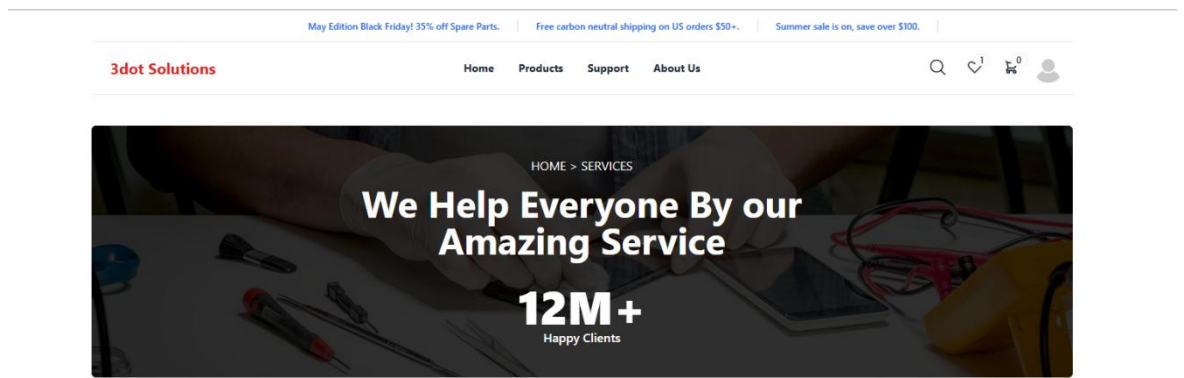 May Edition Black Friday! 35% off Spare Parts. Free carbon neutral shipping on US orders $50+. Summer sale is on, save over $100.
3dot Solutions Home Products Support About Us 1 0
HOME > SERVICES
We Help Everyone By our
Amazing Service
12M+
Happy Clients